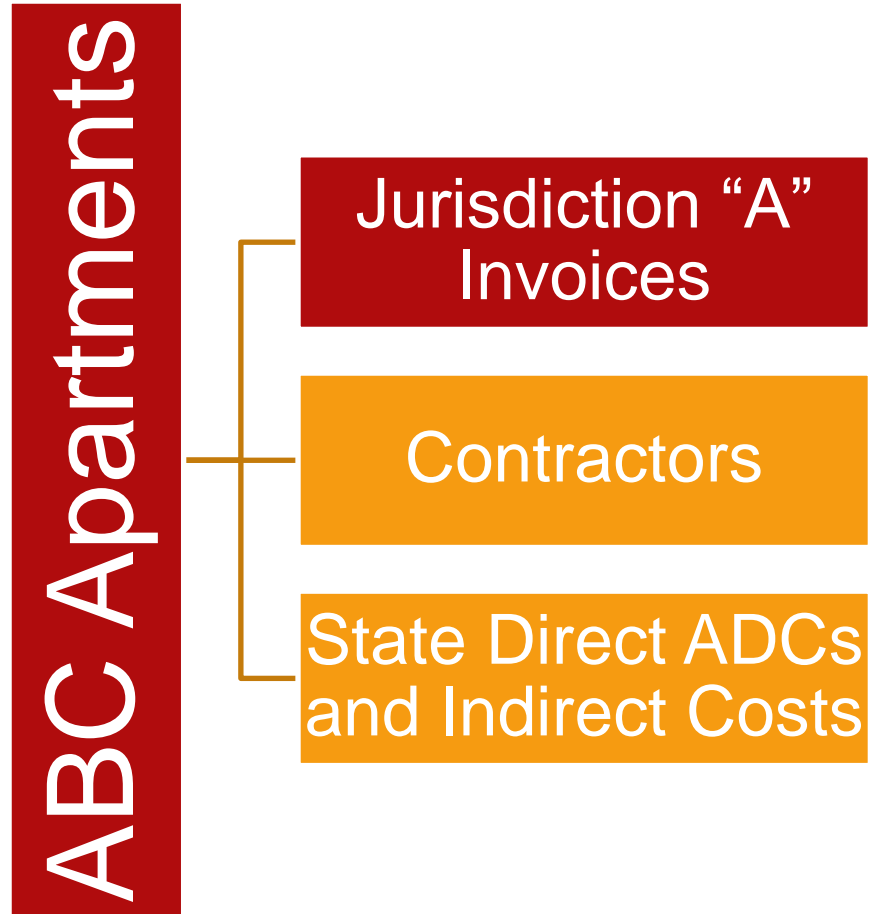 ABC Apartments
Jurisdiction “A”
Invoices
Contractors
State Direct ADCs
and Indirect Costs